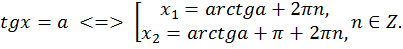 tgx = a <=> [ x₁ = arctga + 2πn,
x₂ = arctga + π + 2πn, n ∈ Z.